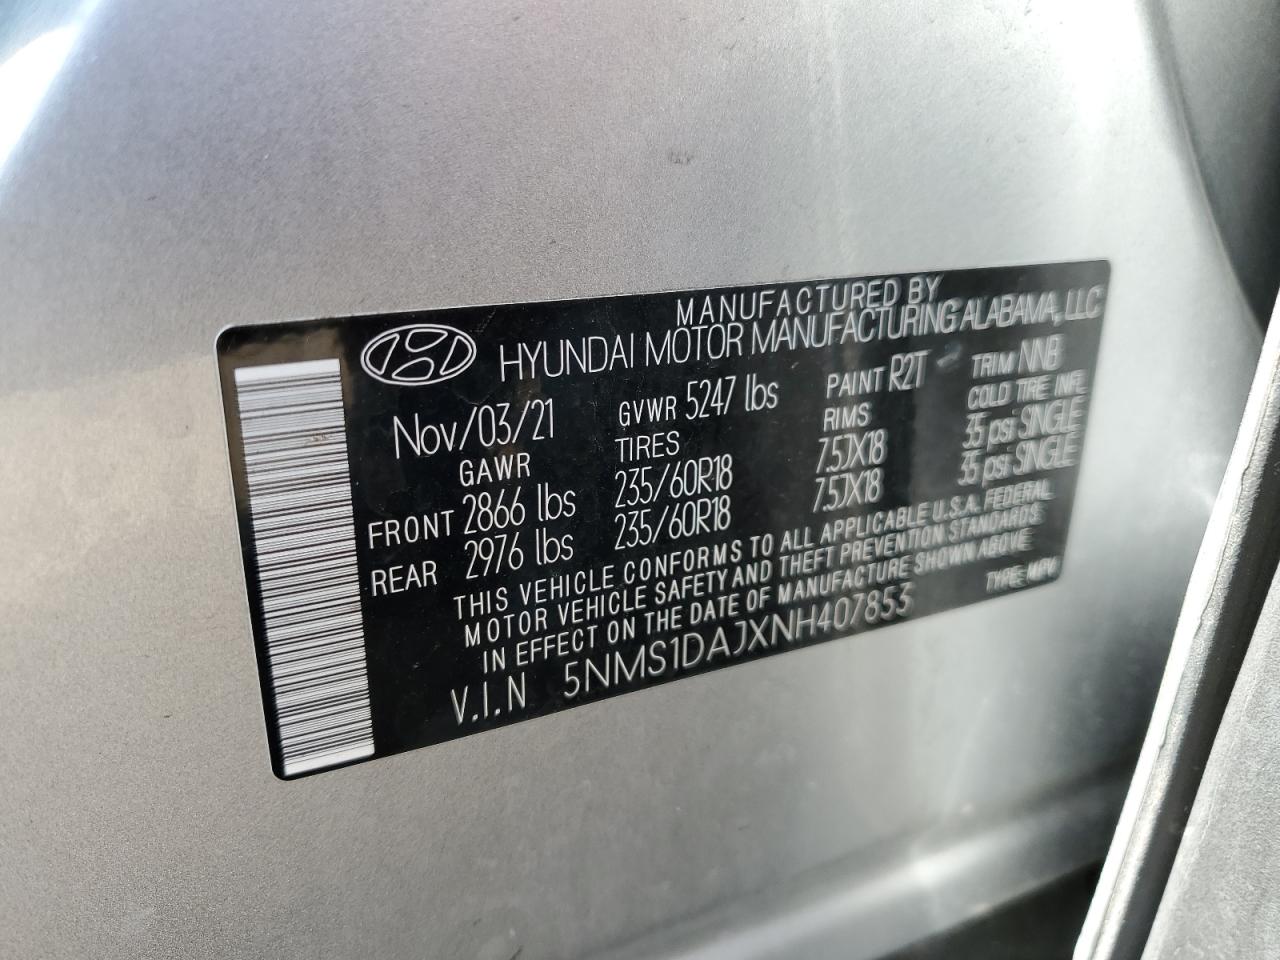 MANUFACTURED BY
HYUNDAI MOTOR MANUFACTURING ALABAMA, LLC
Nov/03/21 GVWR 5247 lbs PAINT R2T TRIM NNB
GAWR TIRES RIMS COLD TIRE INFL
FRONT 2866 lbs 235/60R18 7.5JX18 35 psi SINGLE
REAR 2976 lbs 235/60R18 7.5JX18 35 psi SINGLE
THIS VEHICLE CONFORMS TO ALL APPLICABLE U.S.A. FEDERAL
MOTOR VEHICLE SAFETY AND THEFT PREVENTION STANDARDS
IN EFFECT ON THE DATE OF MANUFACTURE SHOWN ABOVE
V.I.N 5NMS1DAJXNH407853 TYPE: MPV